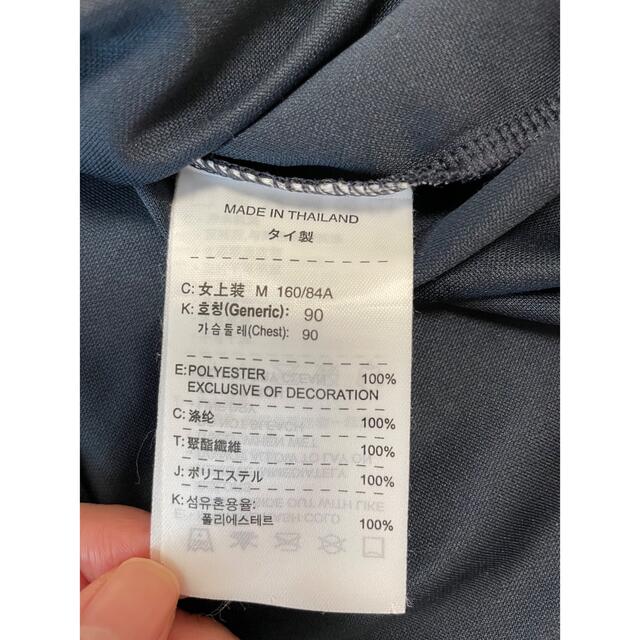 MADE IN THAILAND
タイ製
C: 女上装 M 160/84A
K: 호칭(Generic): 90
가슴둘레(Chest): 90
E: POLYESTER 100%
EXCLUSIVE OF DECORATION
C: 涤纶 100%
T: 聚酯纖維 100%
J: ポリエステル 100%
K: 섬유혼용율:
폴리에스테르 100%